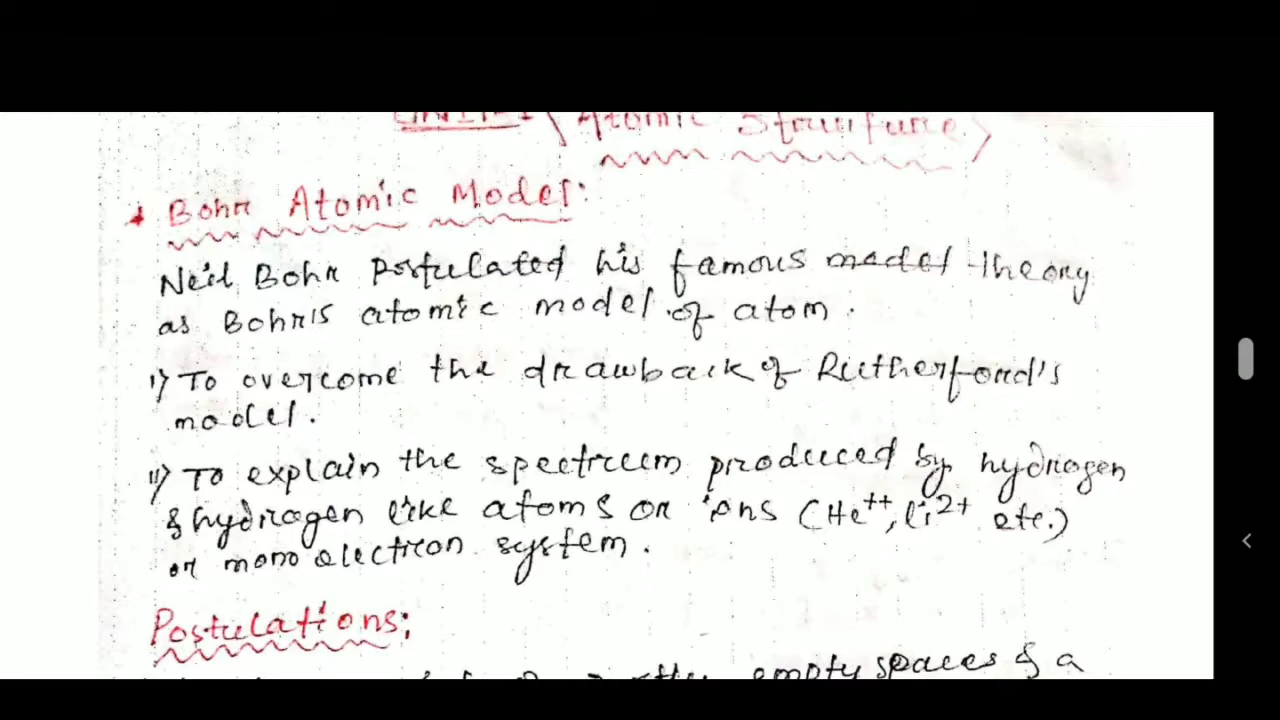 UNIT-1 (Atomic Structure)
Bohr Atomic Model:
Neil Bohr Postulated his famous model theory
as Bohr's atomic model of atom.
i) To overcome the drawback of Rutherford's
model.
ii) To explain the spectrum produced by hydrogen
& hydrogen like atoms or ions (He++, Li2+ etc.)
or mono electron system.
Postulations:
empty spaces & a